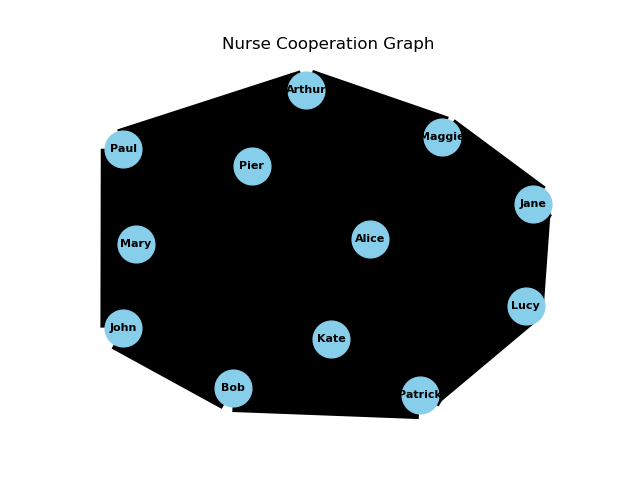 Nurse Cooperation Graph
Arthur
Maggie
Paul
Pier
Jane
Mary
Alice
Lucy
John
Kate
Bob
Patrick